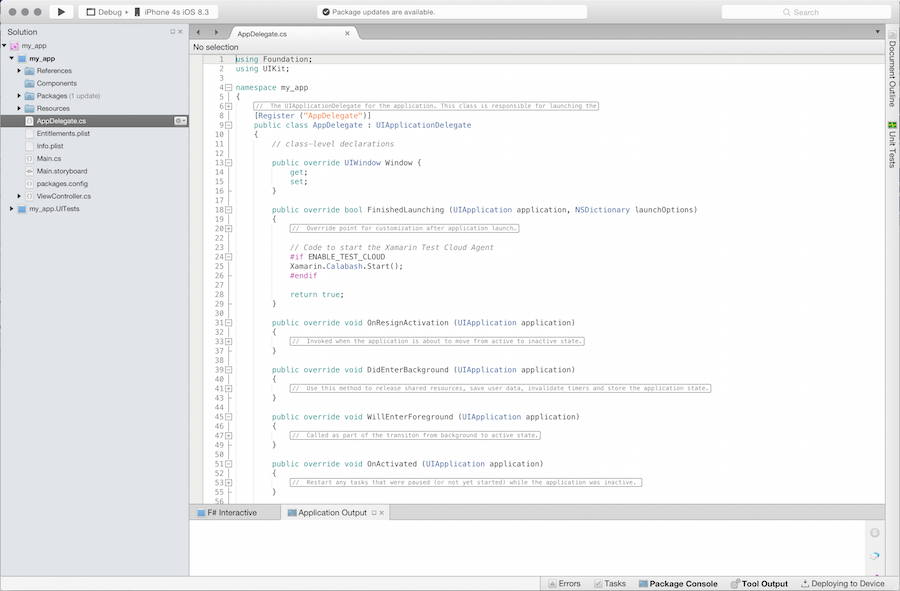 Debug iPhone 4s iOS 8.3 Package updates are available. Search
Solution
my_app
my_app
References
Components
Packages (1 update)
Resources
AppDelegate.cs
Entitlements.plist
Info.plist
Main.cs
Main.storyboard
packages.config
ViewController.cs
my_app.UITests
AppDelegate.cs
No selection
1 using Foundation;
2 using UIKit;
3
4 namespace my_app
5 {
6 // The UIApplicationDelegate for the application. This class is responsible for launching the
8 [Register ("AppDelegate")]
9 public class AppDelegate : UIApplicationDelegate
10 {
11 // class-level declarations
12
13 public override UIWindow Window {
14 get;
15 set;
16 }
17
18 public override bool FinishedLaunching (UIApplication application, NSDictionary launchOptions)
19 {
20 // Override point for customization after application launch.
22
23 // Code to start the Xamarin Test Cloud Agent
24 #if ENABLE_TEST_CLOUD
25 Xamarin.Calabash.Start();
26 #endif
27
28 return true;
29 }
30
31 public override void OnResignActivation (UIApplication application)
32 {
33 // Invoked when the application is about to move from active to inactive state.
37 }
38
39 public override void DidEnterBackground (UIApplication application)
40 {
41 // Use this method to release shared resources, save user data, invalidate timers and store the application state.
43 }
44
45 public override void WillEnterForeground (UIApplication application)
46 {
47 // Called as part of the transiton from background to active state.
49 }
50
51 public override void OnActivated (UIApplication application)
52 {
53 // Restart any tasks that were paused (or not yet started) while the application was inactive.
55 }
56
Document Outline
Unit Tests
F# Interactive
Application Output
Errors Tasks Package Console Tool Output Deploying to Device